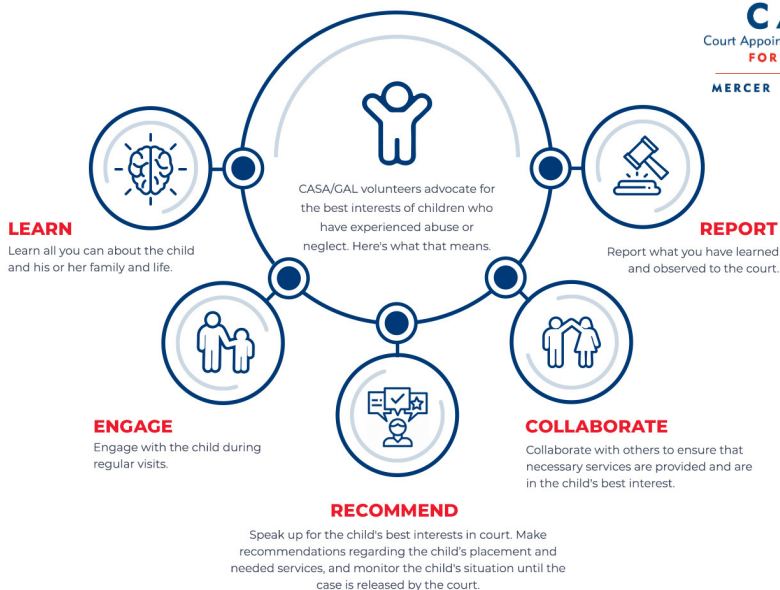 Court Appoin
FOR
MERCER
CASA/GAL volunteers advocate for
the best interests of children who
have experienced abuse or
neglect. Here's what that means.
LEARN
Learn all you can about the child
and his or her family and life.
REPORT
Report what you have learned
and observed to the court.
ENGAGE
Engage with the child during
regular visits.
COLLABORATE
Collaborate with others to ensure that
necessary services are provided and are
in the child's best interest.
RECOMMEND
Speak up for the child's best interests in court. Make
recommendations regarding the child's placement and
needed services, and monitor the child's situation until the
case is released by the court.